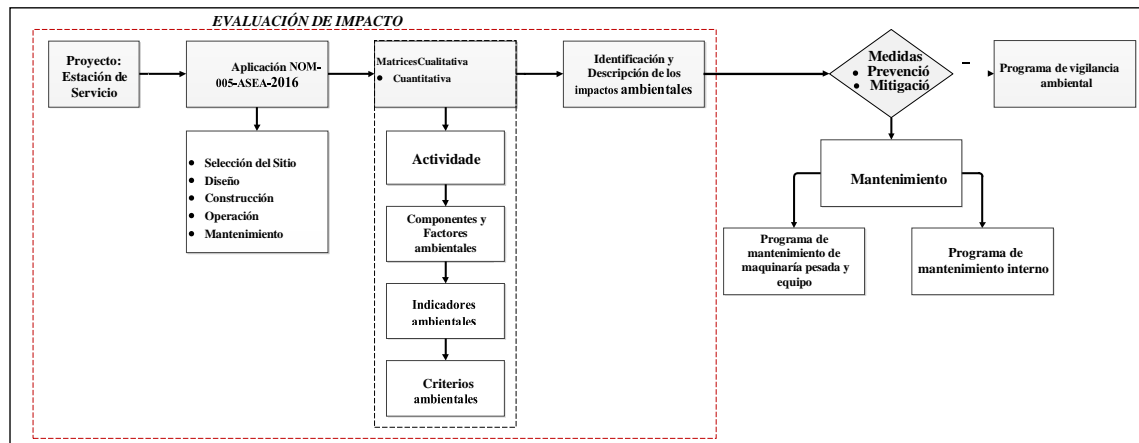 EVALUACIÓN DE IMPACTO
Proyecto:
Estación de
Servicio
Aplicación NOM-
005-ASEA-2016
MatricesCualitativa
• Cuantitativa
Identificación y
Descripción de los
impactos ambientales
Medidas
• Prevenció
• Mitigació
–
Programa de vigilancia
ambiental
• Selección del Sitio
• Diseño
• Construcción
• Operación
• Mantenimiento
Actividade
Mantenimiento
Componentes y
Factores
ambientales
Programa de
mantenimiento de
maquinaría pesada y
equipo
Programa de
mantenimiento interno
Indicadores
ambientales
Criterios
ambientales